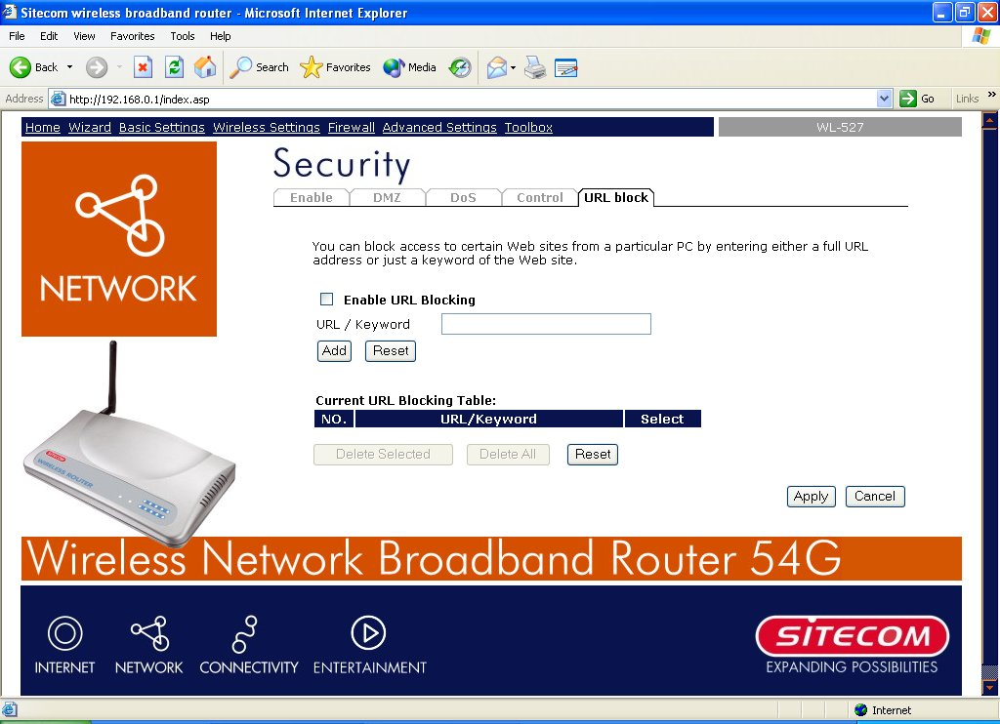 Sitecom wireless broadband router - Microsoft Internet Explorer
File Edit View Favorites Tools Help
Back Search Favorites Media
Address http://192.168.0.1/index.asp Go Links »
Home Wizard Basic Settings Wireless Settings Firewall Advanced Settings Toolbox WL-527
Security
Enable DMZ DoS Control URL block
NETWORK
You can block access to certain Web sites from a particular PC by entering either a full URL
address or just a keyword of the Web site.
Enable URL Blocking
URL / Keyword
Add Reset
Current URL Blocking Table:
NO. URL/Keyword Select
Delete Selected Delete All Reset
SITECOM
WIRELESS ROUTER
Apply Cancel
Wireless Network Broadband Router 54G
INTERNET NETWORK CONNECTIVITY ENTERTAINMENT
SITECOM
EXPANDING POSSIBILITIES
Internet